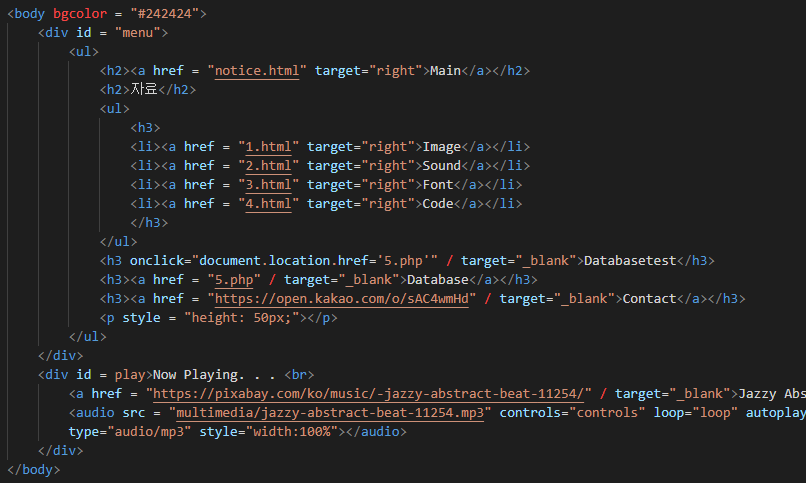 <body bgcolor = "#242424">
<div id = "menu">
<ul>
<h2><a href = "notice.html" target="right">Main</a></h2>
<h2>자료</h2>
<ul>
<h3>
<li><a href = "1.html" target="right">Image</a></li>
<li><a href = "2.html" target="right">Sound</a></li>
<li><a href = "3.html" target="right">Font</a></li>
<li><a href = "4.html" target="right">Code</a></li>
</h3>
</ul>
<h3 onclick="document.location.href='5.php'" / target="_blank">Databasetest</h3>
<h3><a href = "5.php" / target="_blank">Database</a></h3>
<h3><a href = "https://open.kakao.com/o/sAC4wmHd" / target="_blank">Contact</a></h3>
<p style = "height: 50px;"></p>
</ul>
</div>
<div id = play>Now Playing. . . <br>
<a href = "https://pixabay.com/ko/music/-jazzy-abstract-beat-11254/" / target="_blank">Jazzy Abs
<audio src = "multimedia/jazzy-abstract-beat-11254.mp3" controls="controls" loop="loop" autoplay
type="audio/mp3" style="width:100%"></audio>
</div>
</body>